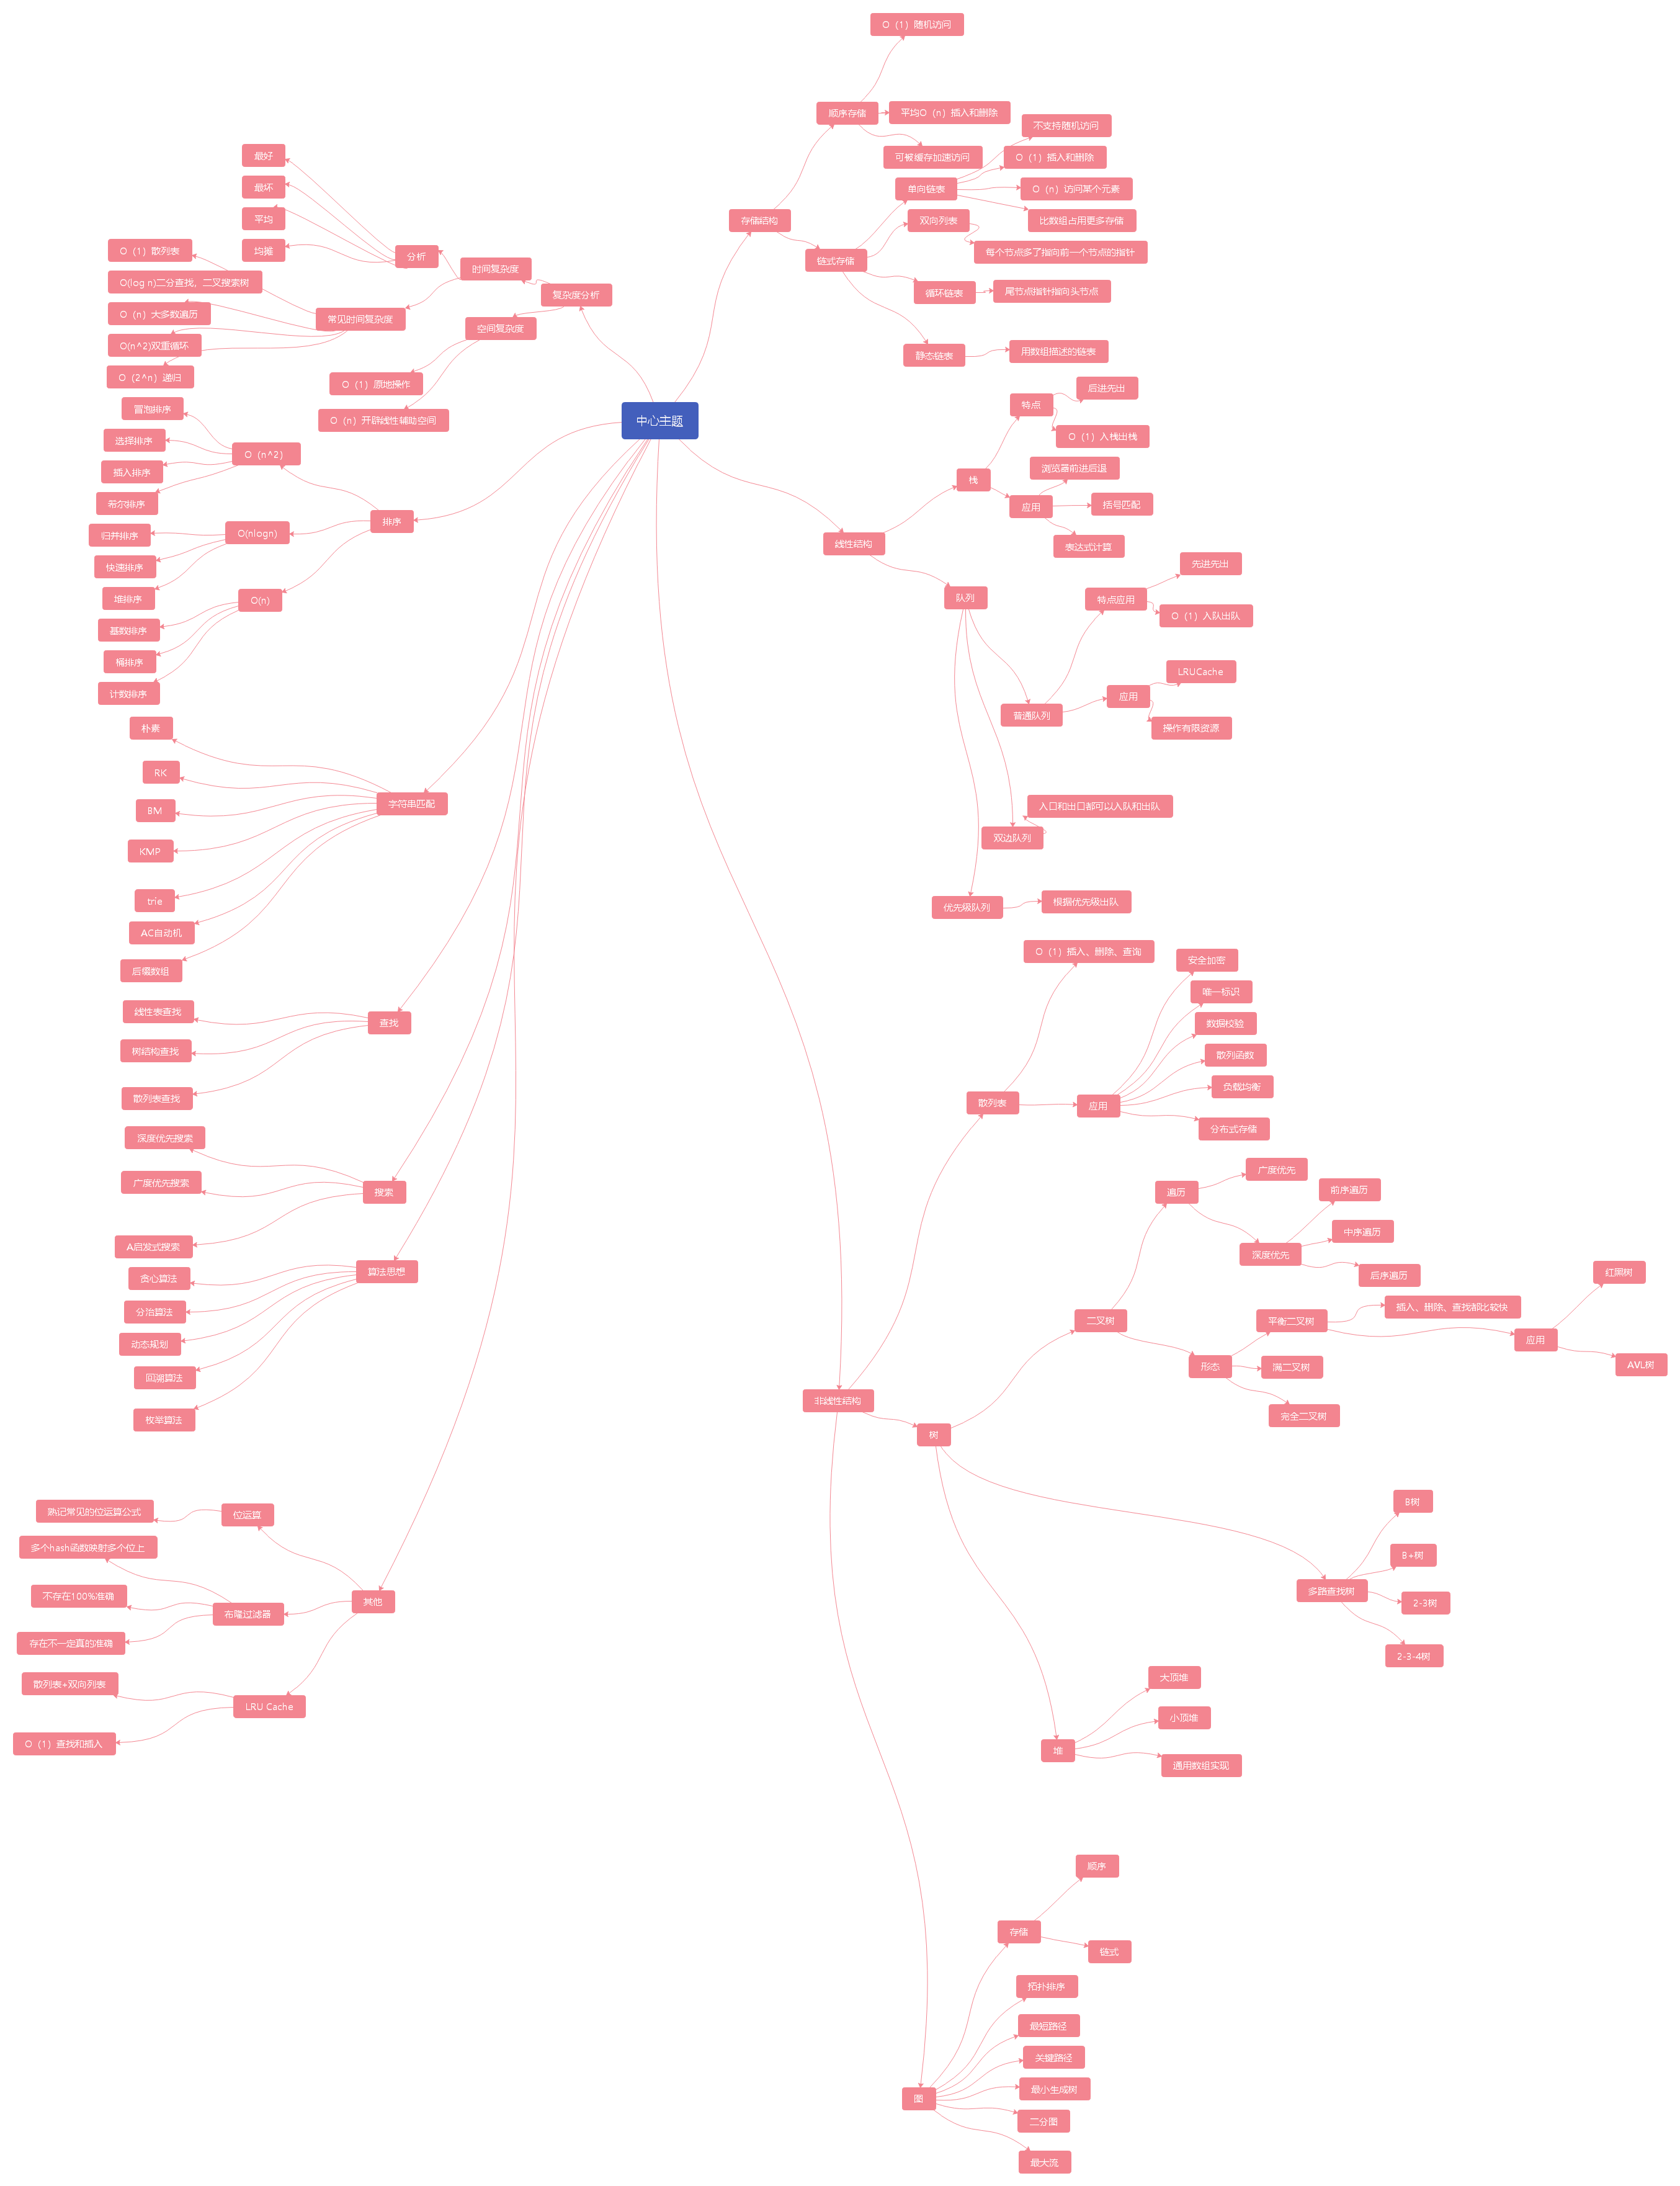 中心主题
存储结构
顺序存储
O（1）随机访问
平均O（n）插入和删除
可被缓存加速访问
链式存储
单向链表
不支持随机访问
O（1）插入和删除
O（n）访问某个元素
比数组占用更多存储
双向列表
每个节点多了指向前一个节点的指针
循环链表
尾节点指针指向头节点
静态链表
用数组描述的链表
线性结构
栈
特点
后进先出
O（1）入栈出栈
应用
浏览器前进后退
括号匹配
表达式计算
队列
普通队列
特点应用
先进先出
O（1）入队出队
应用
LRUCache
操作有限资源
双边队列
入口和出口都可以入队和出队
优先级队列
根据优先级出队
非线性结构
散列表
O（1）插入、删除、查询
应用
安全加密
唯一标识
数据校验
散列函数
负载均衡
分布式存储
树
二叉树
遍历
广度优先
深度优先
前序遍历
中序遍历
后序遍历
形态
平衡二叉树
插入、删除、查找都比较快
应用
红黑树
AVL树
满二叉树
完全二叉树
多路查找树
B树
B+树
2-3树
2-3-4树
堆
大顶堆
小顶堆
通用数组实现
图
存储
顺序
链式
拓扑排序
最短路径
关键路径
最小生成树
二分图
最大流
复杂度分析
时间复杂度
分析
最好
最坏
平均
均摊
常见时间复杂度
O（1）散列表
O(log n)二分查找，二叉搜索树
O（n）大多数遍历
O(n^2)双重循环
O（2^n）递归
空间复杂度
O（1）原地操作
O（n）开辟线性辅助空间
排序
O（n^2）
冒泡排序
选择排序
插入排序
希尔排序
O(nlogn)
归并排序
快速排序
堆排序
O(n)
基数排序
桶排序
计数排序
字符串匹配
朴素
RK
BM
KMP
trie
AC自动机
后缀数组
查找
线性表查找
树结构查找
散列表查找
搜索
深度优先搜索
广度优先搜索
A启发式搜索
算法思想
贪心算法
分治算法
动态规划
回溯算法
枚举算法
其他
位运算
熟记常见的位运算公式
布隆过滤器
多个hash函数映射多个位上
不存在100%准确
存在不一定真的准确
LRU Cache
散列表+双向列表
O（1）查找和插入